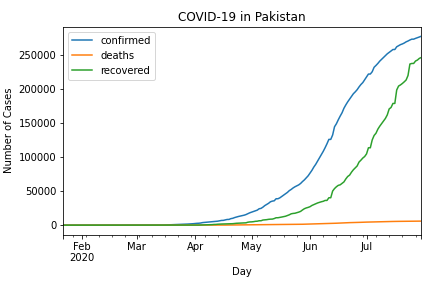 COVID-19 in Pakistan
confirmed
deaths
recovered
250000
200000
150000
100000
50000
0
Number of Cases
Feb Mar Apr May Jun Jul
2020
Day